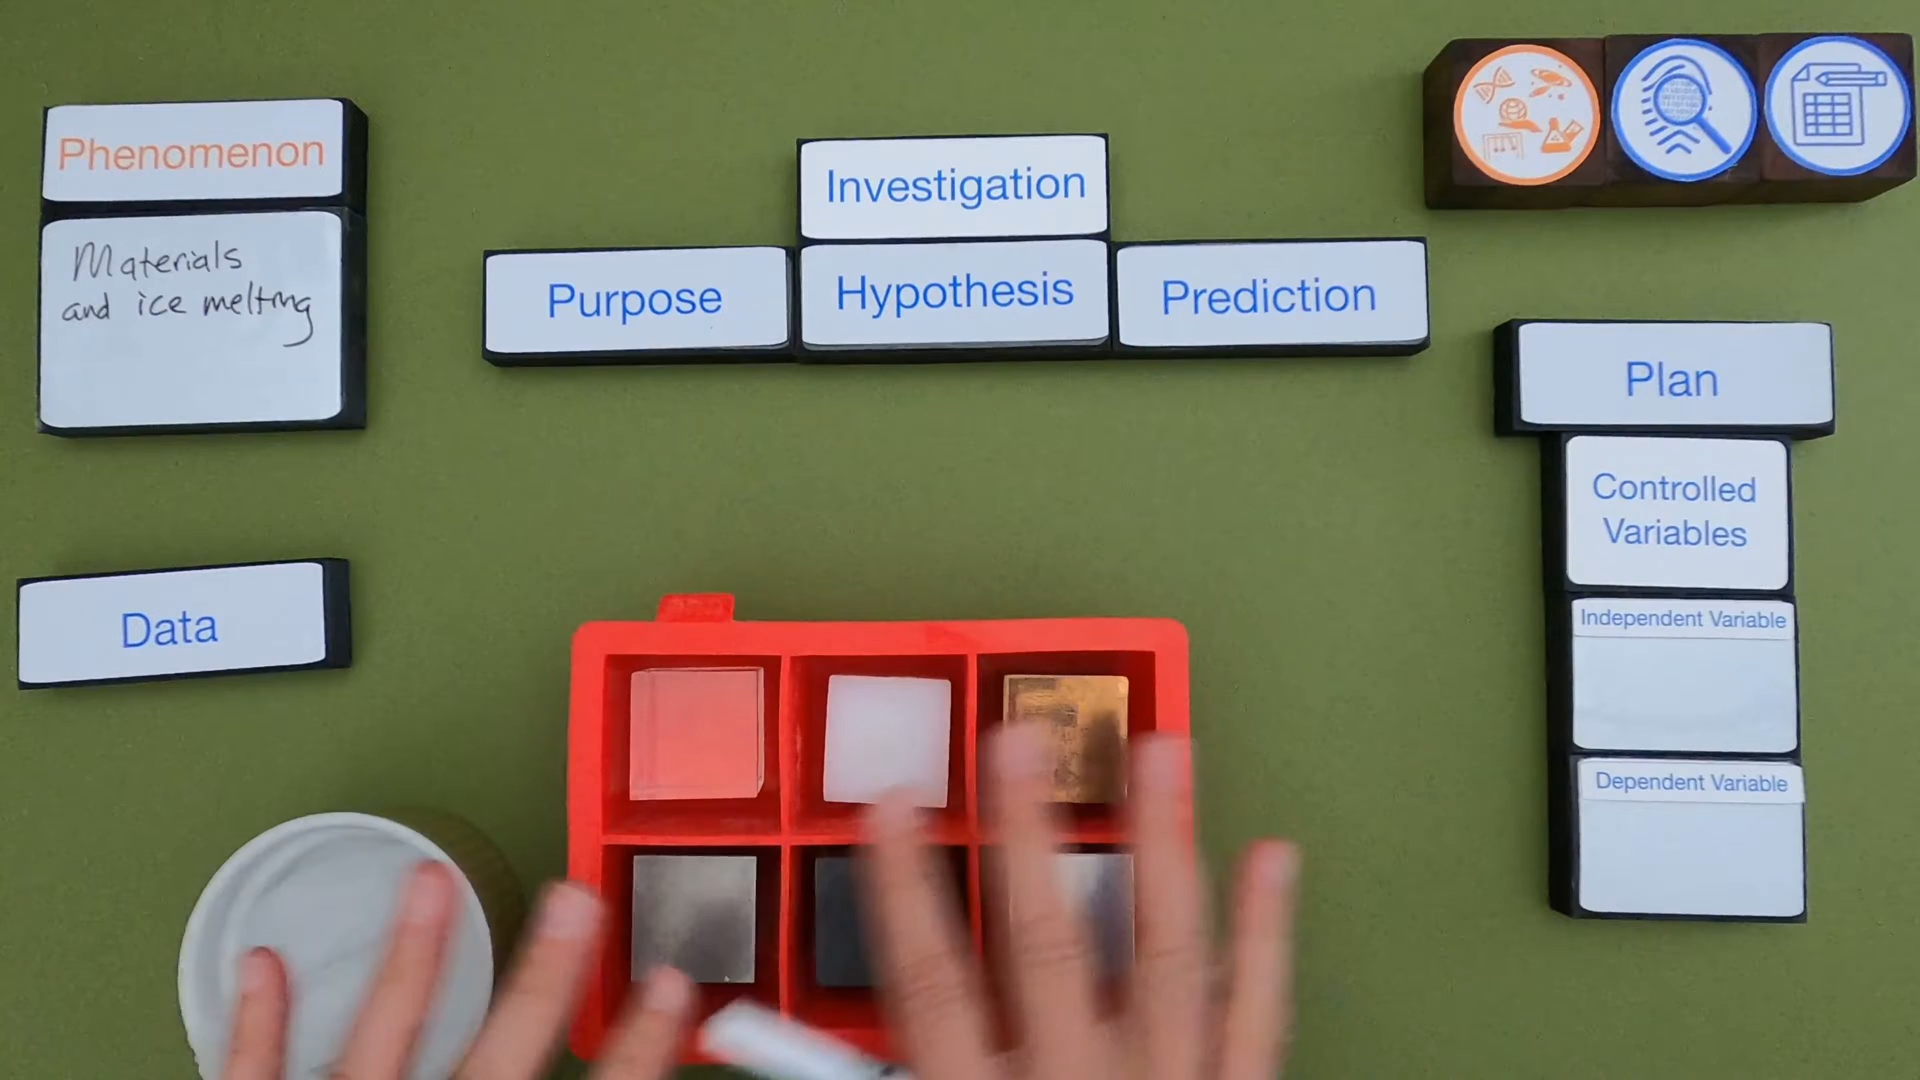 Phenomenon
Materials
and ice melting
Investigation
Purpose
Hypothesis
Prediction
Plan
Controlled
Variables
Independent Variable
Dependent Variable
Data